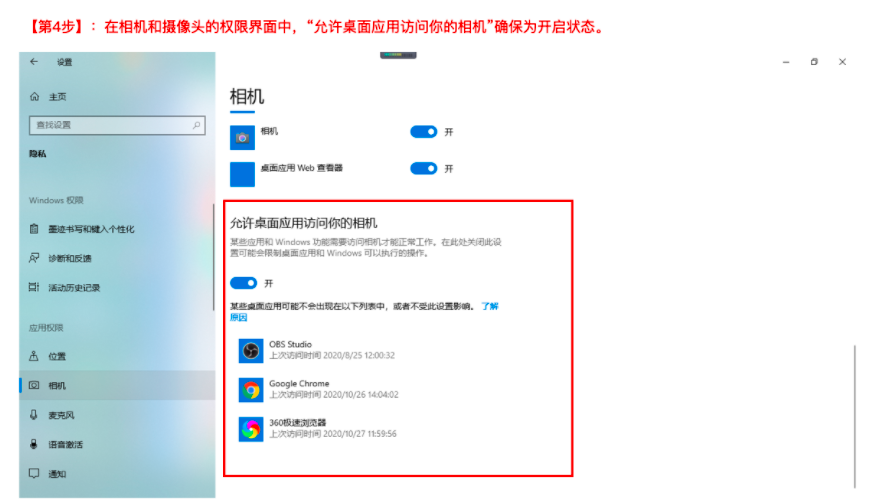 【第4步】：在相机和摄像头的权限界面中，“允许桌面应用访问你的相机”确保为开启状态。
设置
主页
查找设置
隐私
Windows 权限
墨迹书写和键入个性化
诊断和反馈
活动历史记录
应用权限
位置
相机
麦克风
语音激活
通知
相机
相机
开
桌面应用 Web 查看器
开
允许桌面应用访问你的相机
某些应用和 Windows 功能需要访问相机才能正常工作。在此处关闭此设
置可能会限制桌面应用和 Windows 可以执行的操作。
开
某些桌面应用可能不会出现在以下列表中，或者不受此设置影响。 了解
原因
OBS Studio
上次访问时间 2020/8/25 12:00:32
Google Chrome
上次访问时间 2020/10/26 14:04:02
360极速浏览器
上次访问时间 2020/10/27 11:59:56